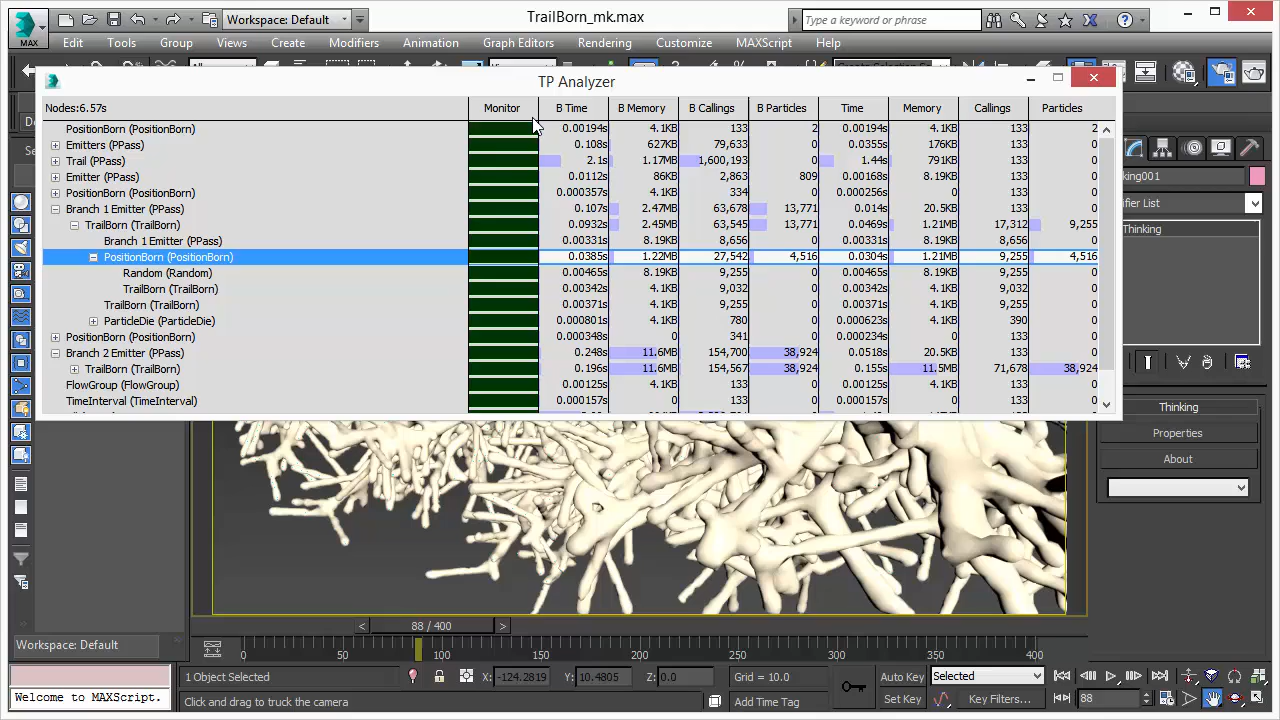 Workspace: Default
TrailBorn_mk.max
Type a keyword or phrase
MAX
Edit Tools Group Views Create Modifiers Animation Graph Editors Rendering Customize MAXScript Help
TP Analyzer
Nodes:6.57s Monitor B Time B Memory B Callings B Particles Time Memory Callings Particles
PositionBorn (PositionBorn) 0.00194s 4.1KB 133 2 0.00194s 4.1KB 133 2
Emitters (PPass) 0.108s 627KB 79,633 0 0.0355s 176KB 133 0
Trail (PPass) 2.1s 1.17MB 1,600,193 0 1.44s 791KB 133 0
Emitter (PPass) 0.0112s 86KB 2,863 809 0.00168s 8.19KB 133 0
PositionBorn (PositionBorn) 0.000357s 4.1KB 334 0 0.000256s 0 133 0
Branch 1 Emitter (PPass) 0.107s 2.47MB 63,678 13,771 0.014s 20.5KB 133 0
TrailBorn (TrailBorn) 0.0932s 2.45MB 63,545 13,771 0.0469s 1.21MB 17,312 9,255
Branch 1 Emitter (PPass) 0.00331s 8.19KB 8,656 0 0.00331s 8.19KB 8,656 0
PositionBorn (PositionBorn) 0.0385s 1.22MB 27,542 4,516 0.0304s 1.21MB 9,255 4,516
Random (Random) 0.00465s 8.19KB 9,255 0 0.00465s 8.19KB 9,255 0
TrailBorn (TrailBorn) 0.00342s 4.1KB 9,032 0 0.00342s 4.1KB 9,032 0
TrailBorn (TrailBorn) 0.00371s 4.1KB 9,255 0 0.00371s 4.1KB 9,255 0
ParticleDie (ParticleDie) 0.000801s 4.1KB 780 0 0.000623s 4.1KB 390 0
PositionBorn (PositionBorn) 0.000348s 0 341 0 0.000234s 0 133 0
Branch 2 Emitter (PPass) 0.248s 11.6MB 154,700 38,924 0.0518s 20.5KB 133 0
TrailBorn (TrailBorn) 0.196s 11.6MB 154,567 38,924 0.155s 11.5MB 71,678 38,924
FlowGroup (FlowGroup) 0.00125s 4.1KB 133 0 0.00125s 4.1KB 133 0
TimeInterval (TimeInterval) 0.000157s 0 133 0 0.000157s 0 133 0
king001
ifier List
Thinking
Thinking
Properties
About
88 / 400
Workspace: Default
0 50 100 150 200 250 300 350 400
1 Object Selected X: -124.2819 Y: 10.4805 Z: 0.0 Grid = 10.0 Auto Key Selected
Welcome to MAXScript. Click and drag to truck the camera Add Time Tag Set Key Key Filters... 88